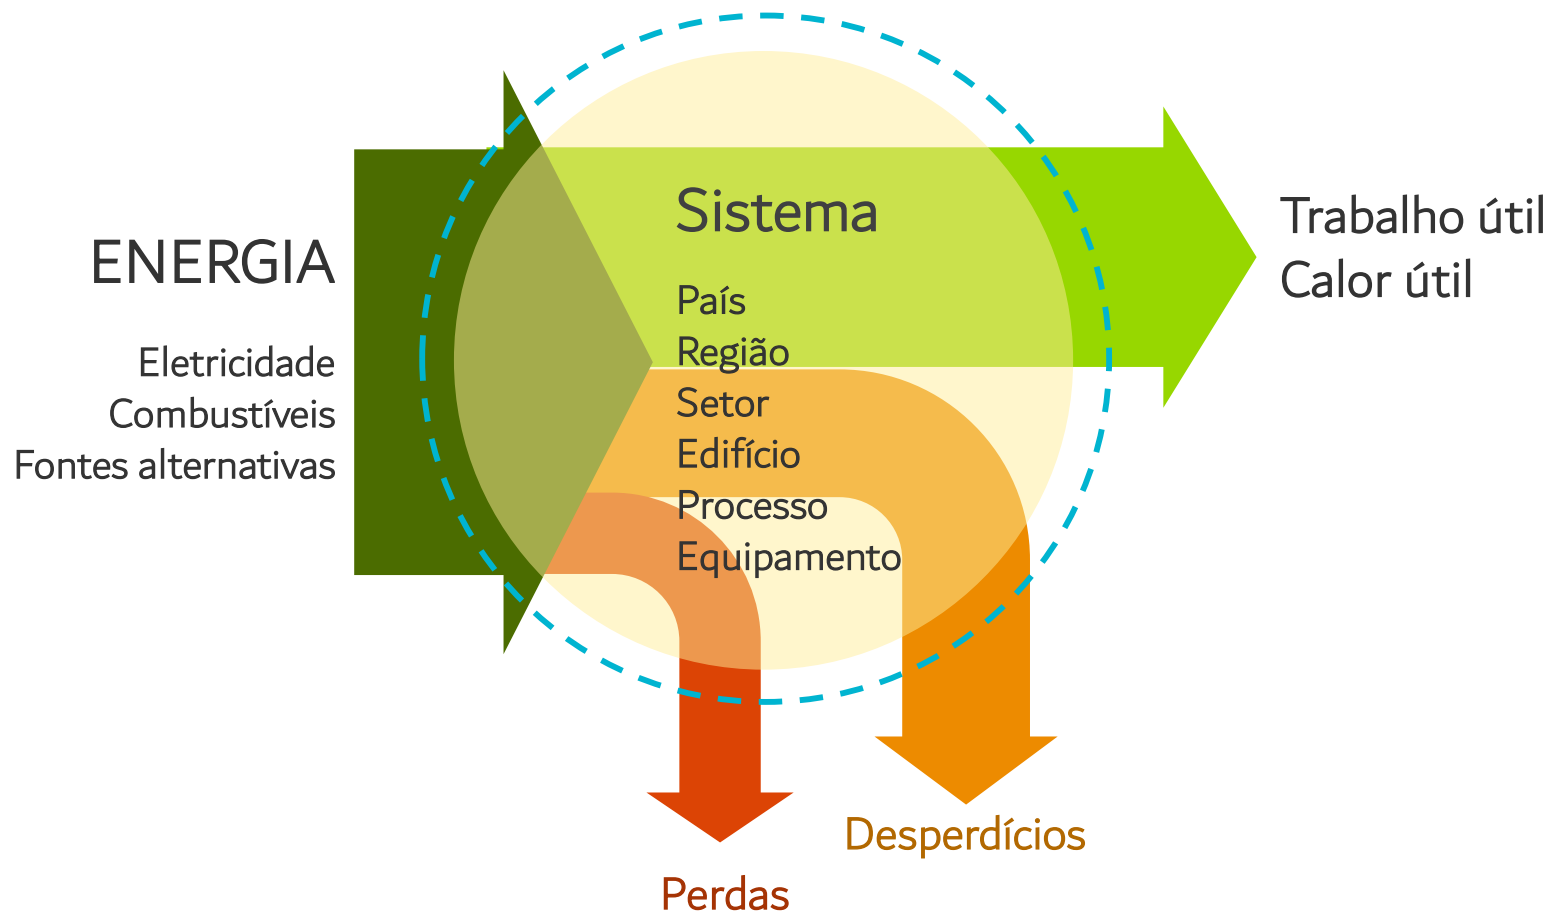 ENERGIA
Eletricidade
Combustíveis
Fontes alternativas
Sistema
País
Região
Setor
Edifício
Processo
Equipamento
Trabalho útil
Calor útil
Desperdícios
Perdas